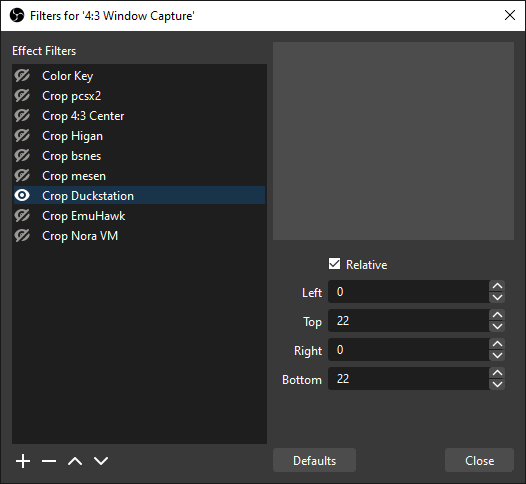 Filters for '4:3 Window Capture'
Effect Filters
Color Key
Crop pcsx2
Crop 4:3 Center
Crop Higan
Crop bsnes
Crop mesen
Crop Duckstation
Crop EmuHawk
Crop Nora VM
Relative
Left 0
Top 22
Right 0
Bottom 22
Defaults Close